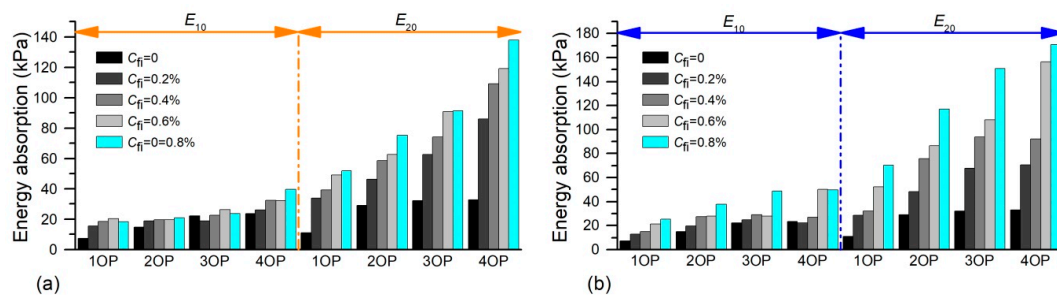 E10 E20
140
120
100
80
60
40
20
0
Energy absorption (kPa)
Cfi=0
Cfi=0.2%
Cfi=0.4%
Cfi=0.6%
Cfi=0=0.8%
1OP 2OP 3OP 4OP 1OP 2OP 3OP 4OP
(a)
E10 E20
180
160
140
120
100
80
60
40
20
0
Energy absorption (kPa)
Cfi=0
Cfi=0.2%
Cfi=0.4%
Cfi=0.6%
Cfi=0.8%
1OP 2OP 3OP 4OP 1OP 2OP 3OP 4OP
(b)